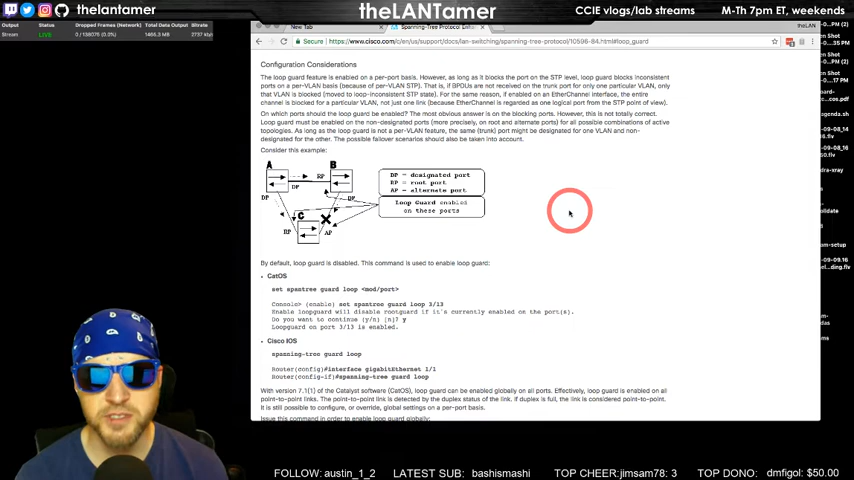 thelantamer
theLANTamer
CCIE vlogs/lab streams
M-Th 7pm ET, weekends
Output Status Dropped Frames (Network) Total Data Output Bitrate
Stream LIVE 0 / 138075 (0.0%) 1465.3 MB 2737 kb/s
New Tab
Spanning-Tree Protocol Enha
theLAN
Secure | https://www.cisco.com/c/en/us/support/docs/lan-switching/spanning-tree-protocol/10596-84.html#loop_guard
Configuration Considerations
The loop guard feature is enabled on a per-port basis. However, as long as it blocks the port on the STP level, loop guard blocks inconsistent
ports on a per-VLAN basis (because of per-VLAN STP). That is, if BPDUs are not received on the trunk port for only one particular VLAN, only
that VLAN is blocked (moved to loop-inconsistent STP state). For the same reason, if enabled on an EtherChannel interface, the entire
channel is blocked for a particular VLAN, not just one link (because EtherChannel is regarded as one logical port from the STP point of view).
On which ports should the loop guard be enabled? The most obvious answer is on the blocking ports. However, this is not totally correct.
Loop guard must be enabled on the non-designated ports (more precisely, on root and alternate ports) for all possible combinations of active
topologies. As long as the loop guard is not a per-VLAN feature, the same (trunk) port might be designated for one VLAN and non-
designated for the other. The possible failover scenarios should also be taken into account.
Consider this example:
A
B
RP
DP
DP
DP
C
RP
AP
DP = designated port
RP = root port
AP = alternate port
Loop Guard enabled
on these ports
By default, loop guard is disabled. This command is used to enable loop guard:
• CatOS
set spantree guard loop <mod/port>
Console> (enable) set spantree guard loop 3/13
Enable loopguard will disable rootguard if it's currently enabled on the port(s).
Do you want to continue (y/n) [n]? y
Loopguard on port 3/13 is enabled.
• Cisco IOS
spanning-tree guard loop
Router(config)#interface gigabitEthernet 1/1
Router(config-if)#spanning-tree guard loop
With version 7.1(1) of the Catalyst software (CatOS), loop guard can be enabled globally on all ports. Effectively, loop guard is enabled on all
point-to-point links. The point-to-point link is detected by the duplex status of the link. If duplex is full, the link is considered point-to-point.
It is still possible to configure, or override, global settings on a per-port basis.
Issue this command in order to enable loop guard globally:
FOLLOW: austin_1_2
LATEST SUB: bashismashi
TOP CHEER:jimsam78: 3
TOP DONO: dmfigol: $50.00